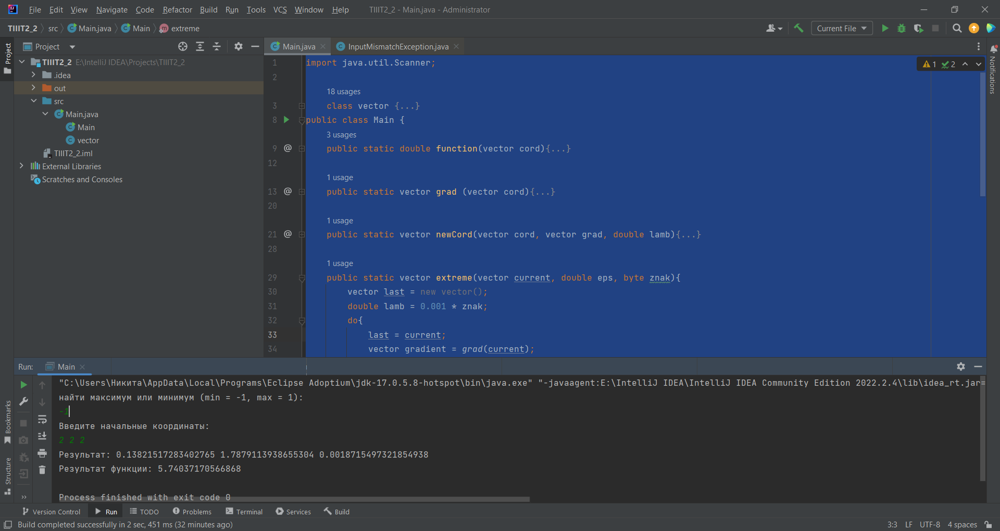 File Edit View Navigate Code Refactor Build Run Tools VCS Window Help TIIIT2_2 - Main.java - Administrator
TIIIT2_2 src Main.java Main m extreme Current File
Project
Project
Main.java
InputMismatchException.java
Notifications
TIIIT2_2 E:\IntelliJ IDEA\Projects\TIIIT2_2
.idea
out
src
Main.java
Main
vector
TIIIT2_2.iml
External Libraries
Scratches and Consoles
1 import java.util.Scanner;
1 2
2
18 usages
3 class vector {...}
8 public class Main {
3 usages
9 @ public static double function(vector cord){...}
12
1 usage
13 @ public static vector grad (vector cord){...}
20
1 usage
21 @ public static vector newCord(vector cord, vector grad, double lamb){...}
28
1 usage
29 public static vector extreme(vector current, double eps, byte znak){
30 vector last = new vector();
31 double lamb = 0.001 * znak;
32 do{
33 last = current;
34 vector gradient = grad(current);
Run: Main
"C:\Users\Никита\AppData\Local\Programs\Eclipse Adoptium\jdk-17.0.5.8-hotspot\bin\java.exe" "-javaagent:E:\IntelliJ IDEA\IntelliJ IDEA Community Edition 2022.2.4\lib\idea_rt.jar=
найти максимум или минимум (min = -1, max = 1):
-1
Введите начальные координаты:
2 2 2
Результат: 0.13821517283402765 1.7879113938655304 0.0018715497321854938
Результат функции: 5.74037170566868
Process finished with exit code 0
Bookmarks
Structure
Version Control Run TODO Problems Terminal Services Build
Build completed successfully in 2 sec, 451 ms (32 minutes ago) 3:3 LF UTF-8 4 spaces